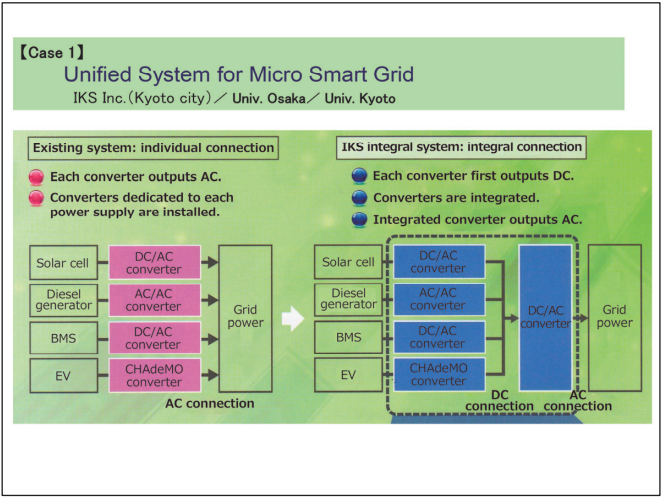 【Case 1】
Unified System for Micro Smart Grid
IKS Inc.(Kyoto city)／ Univ. Osaka／ Univ. Kyoto
Existing system: individual connection
Each converter outputs AC.
Converters dedicated to each
power supply are installed.
Solar cell
DC/AC
converter
Diesel
generator
AC/AC
converter
BMS
DC/AC
converter
EV
CHAdeMO
converter
Grid
power
AC connection
IKS integral system: integral connection
Each converter first outputs DC.
Converters are integrated.
Integrated converter outputs AC.
Solar cell
DC/AC
converter
Diesel
generator
AC/AC
converter
BMS
DC/AC
converter
EV
CHAdeMO
converter
DC/AC
converter
Grid
power
DC
connection
AC
connection